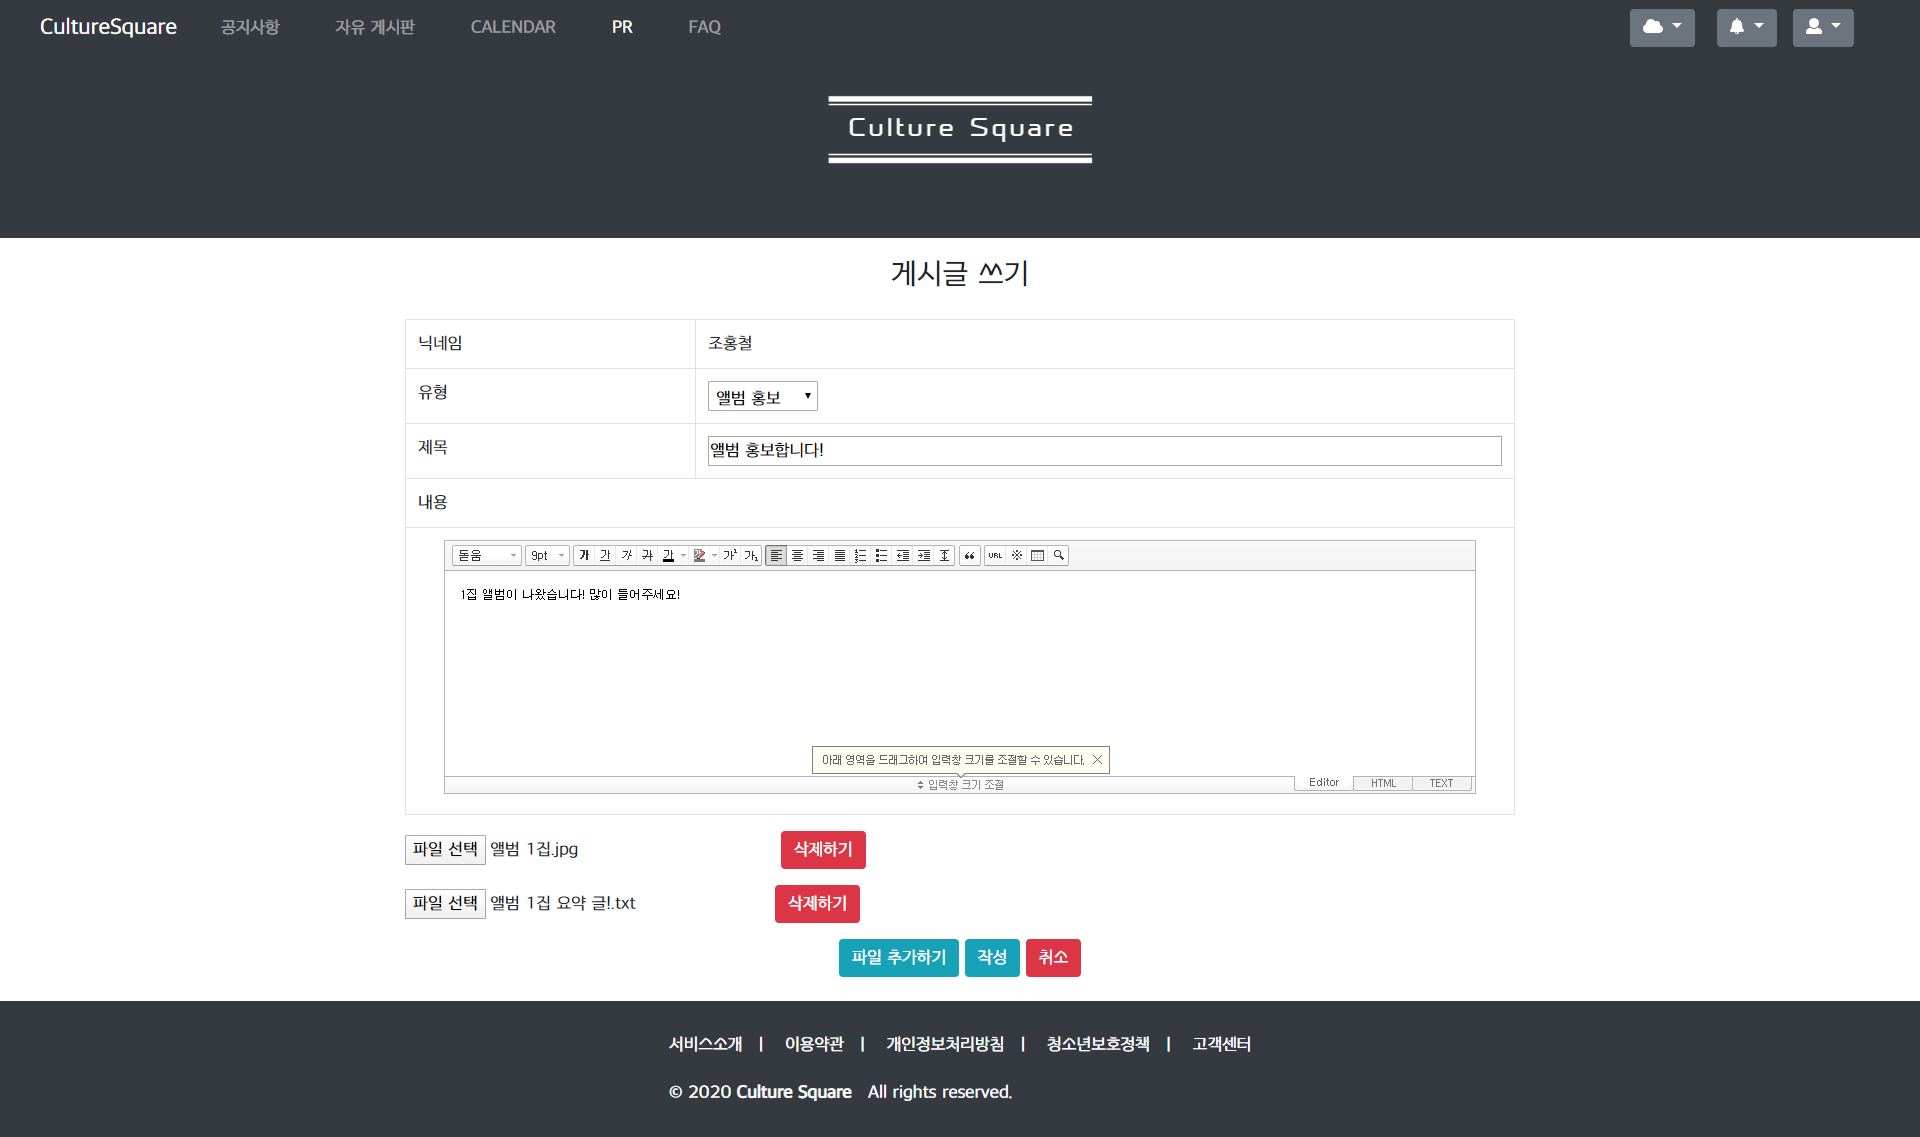 CultureSquare 공지사항 자유 게시판 CALENDAR PR FAQ
Culture Square
게시글 쓰기
닉네임 조홍철
유형 앨범 홍보
제목 앨범 홍보합니다!
내용
돋움 9pt 가 가 가 가 가 가¹ 가₁ URL
1집 앨범이 나왔습니다! 많이 들어주세요!
아래 영역을 드래그하여 입력창 크기를 조절할 수 있습니다.
입력창 크기 조절 Editor HTML TEXT
파일 선택 앨범 1집.jpg 삭제하기
파일 선택 앨범 1집 요약 글!.txt 삭제하기
파일 추가하기 작성 취소
서비스소개 | 이용약관 | 개인정보처리방침 | 청소년보호정책 | 고객센터
© 2020 Culture Square All rights reserved.